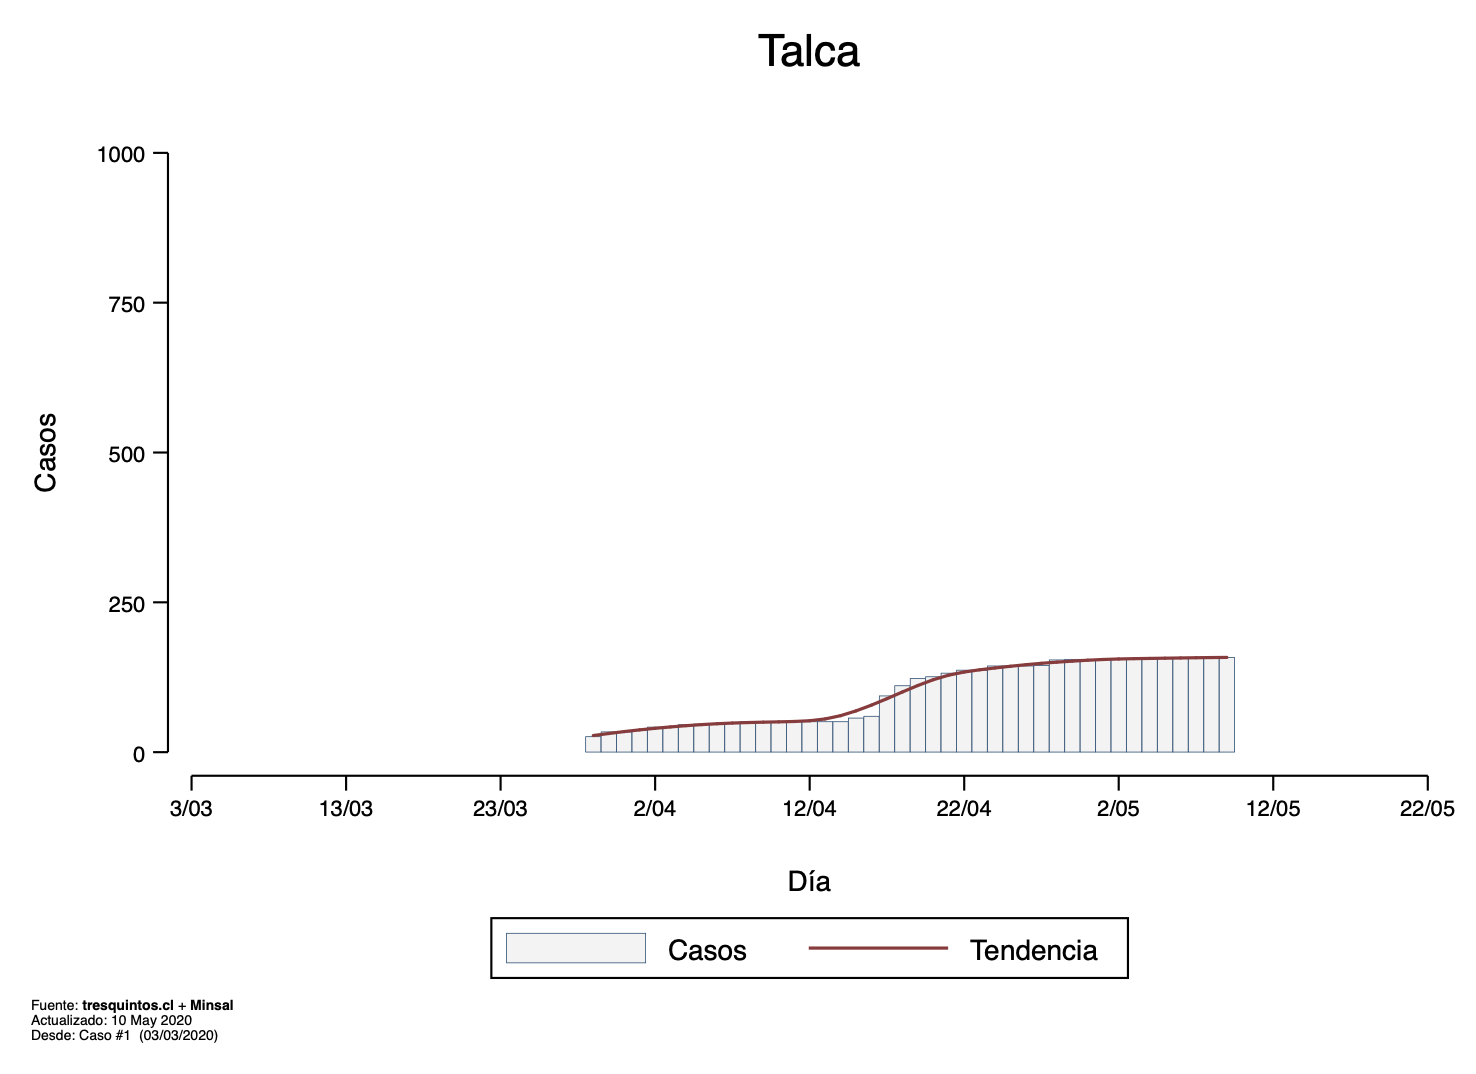 Talca
1000
750
500
250
0
Casos
3/03 13/03 23/03 2/04 12/04 22/04 2/05 12/05 22/05
Día
Casos Tendencia
Fuente: tresquintos.cl + Minsal
Actualizado: 10 May 2020
Desde: Caso #1 (03/03/2020)